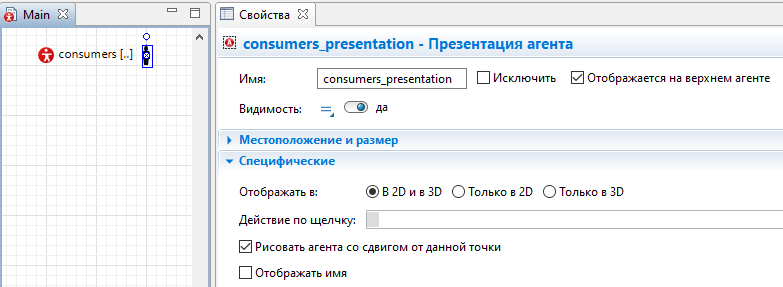 Main
consumers [..]
Свойства
consumers_presentation - Презентация агента
Имя: consumers_presentation Исключить Отображается на верхнем агенте
Видимость: да
Местоположение и размер
Специфические
Отображать в: В 2D и в 3D Только в 2D Только в 3D
Действие по щелчку:
Рисовать агента со сдвигом от данной точки
Отображать имя